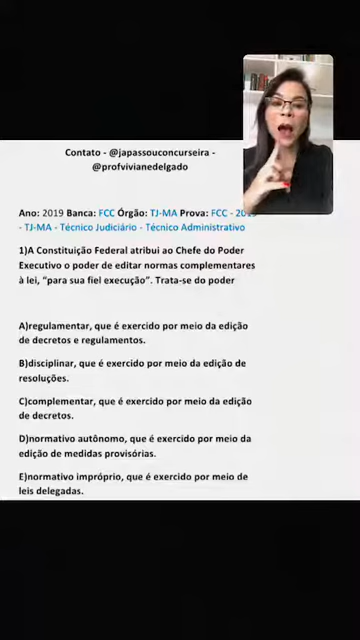 Contato - @japassouconcurseira -
@profvivianedelgado
Ano: 2019 Banca: FCC Órgão: TJ-MA Prova: FCC -
- TJ-MA - Técnico Judiciário - Técnico Administrativo
1)A Constituição Federal atribui ao Chefe do Poder
Executivo o poder de editar normas complementares
à lei, “para sua fiel execução”. Trata-se do poder
A)regulamentar, que é exercido por meio da edição
de decretos e regulamentos.
B)disciplinar, que é exercido por meio da edição de
resoluções.
C)complementar, que é exercido por meio da edição
de decretos.
D)normativo autônomo, que é exercido por meio da
edição de medidas provisórias.
E)normativo impróprio, que é exercido por meio de
leis delegadas.